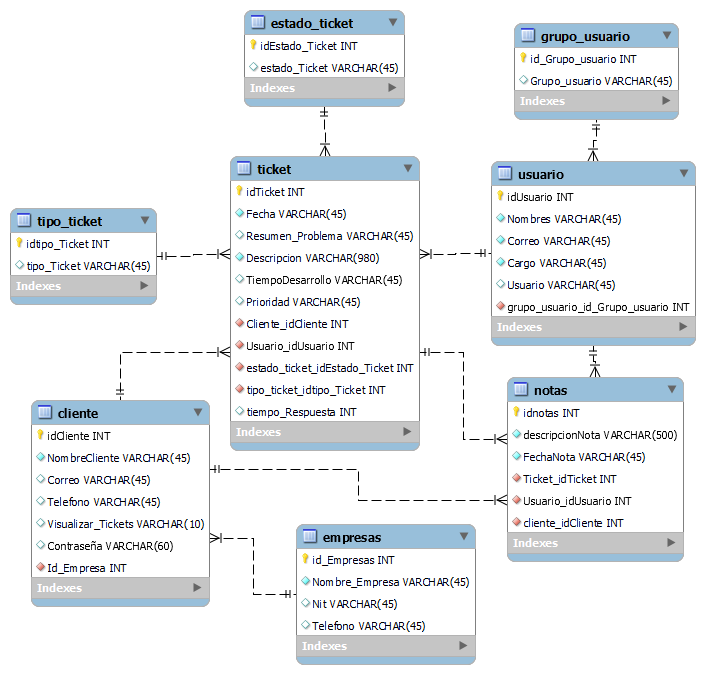 estado_ticket
idEstado_Ticket INT
estado_Ticket VARCHAR(45)
Indexes
grupo_usuario
id_Grupo_usuario INT
Grupo_usuario VARCHAR(45)
Indexes
ticket
idTicket INT
Fecha VARCHAR(45)
Resumen_Problema VARCHAR(45)
Descripcion VARCHAR(980)
TiempoDesarrollo VARCHAR(45)
Prioridad VARCHAR(45)
Cliente_idCliente INT
Usuario_idUsuario INT
estado_ticket_idEstado_Ticket INT
tipo_ticket_idtipo_Ticket INT
tiempo_Respuesta INT
Indexes
usuario
idUsuario INT
Nombres VARCHAR(45)
Correo VARCHAR(45)
Cargo VARCHAR(45)
Usuario VARCHAR(45)
grupo_usuario_id_Grupo_usuario INT
Indexes
tipo_ticket
idtipo_Ticket INT
tipo_Ticket VARCHAR(45)
Indexes
notas
idnotas INT
descripcionNota VARCHAR(500)
FechaNota VARCHAR(45)
Ticket_idTicket INT
Usuario_idUsuario INT
cliente_idCliente INT
Indexes
cliente
idCliente INT
NombreCliente VARCHAR(45)
Correo VARCHAR(45)
Telefono VARCHAR(45)
Visualizar_Tickets VARCHAR(10)
Contraseña VARCHAR(60)
Id_Empresa INT
Indexes
empresas
id_Empresas INT
Nombre_Empresa VARCHAR(45)
Nit VARCHAR(45)
Telefono VARCHAR(45)
Indexes